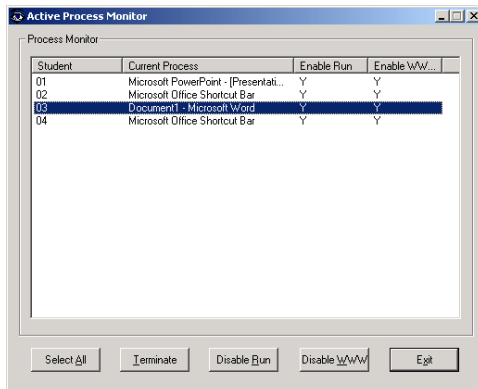 Active Process Monitor
Process Monitor
Student Current Process Enable Run Enable WW...
01 Microsoft PowerPoint - [Presentati... Y Y
02 Microsoft Office Shortcut Bar Y Y
03 Document1 - Microsoft Word Y Y
04 Microsoft Office Shortcut Bar Y Y
Select All Terminate Disable Run Disable WWW Exit